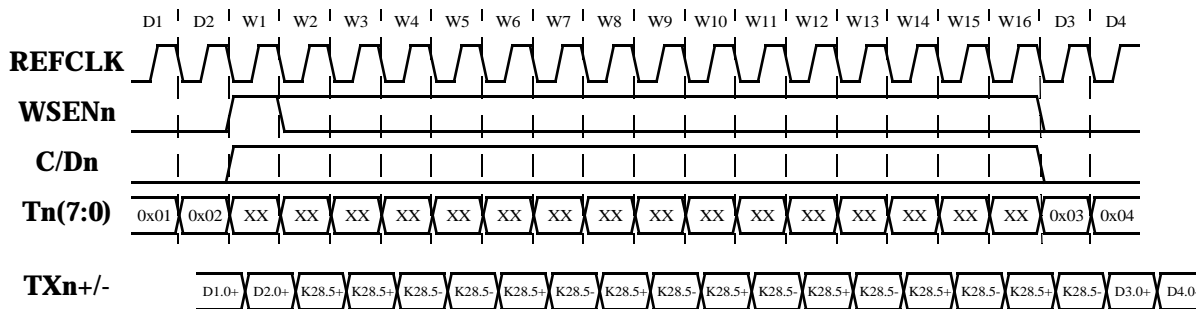 D1 D2 W1 W2 W3 W4 W5 W6 W7 W8 W9 W10 W11 W12 W13 W14 W15 W16 D3 D4
REFCLK
WSENn
C/Dn
Tn(7:0) 0x01 0x02 XX XX XX XX XX XX XX XX XX XX XX XX XX XX XX XX 0x03 0x04
TXn+/- D1.0+ D2.0+ K28.5+ K28.5+ K28.5- K28.5- K28.5+ K28.5- K28.5+ K28.5- K28.5+ K28.5- K28.5+ K28.5- K28.5+ K28.5- K28.5+ K28.5- D3.0+ D4.0-